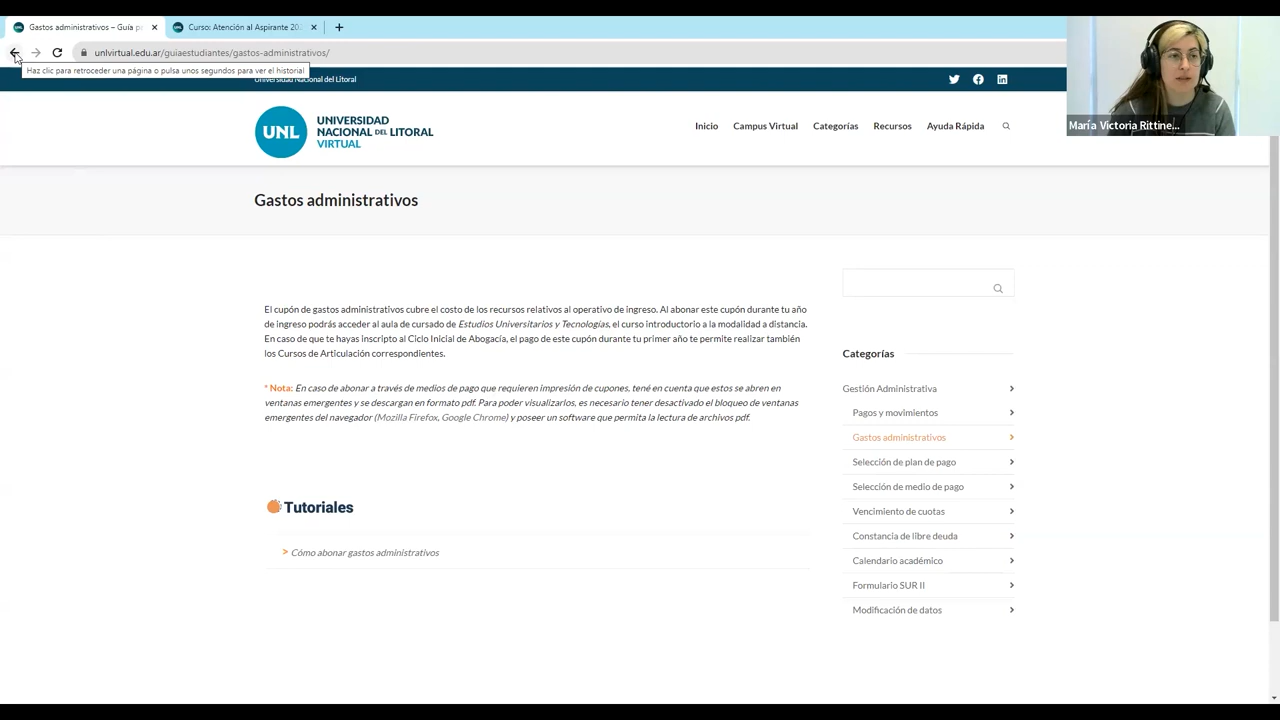 Gastos administrativos – Guía p
Curso: Atención al Aspirante 202
unlvirtual.edu.ar/guiaestudiantes/gastos-administrativos/
Haz clic para retroceder una página o pulsa unos segundos para ver el historial
Universidad Nacional del Litoral
UNL
UNIVERSIDAD
NACIONAL DEL LITORAL
VIRTUAL
Inicio Campus Virtual Categorías Recursos Ayuda Rápida
María Victoria Rittine...
Gastos administrativos
El cupón de gastos administrativos cubre el costo de los recursos relativos al operativo de ingreso. Al abonar este cupón durante tu año
de ingreso podrás acceder al aula de cursado de Estudios Universitarios y Tecnologías, el curso introductorio a la modalidad a distancia.
En caso de que te hayas inscripto al Ciclo Inicial de Abogacía, el pago de este cupón durante tu primer año te permite realizar también
los Cursos de Articulación correspondientes.
* Nota: En caso de abonar a través de medios de pago que requieren impresión de cupones, tené en cuenta que estos se abren en
ventanas emergentes y se descargan en formato pdf. Para poder visualizarlos, es necesario tener desactivado el bloqueo de ventanas
emergentes del navegador (Mozilla Firefox, Google Chrome) y poseer un software que permita la lectura de archivos pdf.
Tutoriales
> Cómo abonar gastos administrativos
Categorías
Gestión Administrativa
Pagos y movimientos
Gastos administrativos
Selección de plan de pago
Selección de medio de pago
Vencimiento de cuotas
Constancia de libre deuda
Calendario académico
Formulario SUR II
Modificación de datos